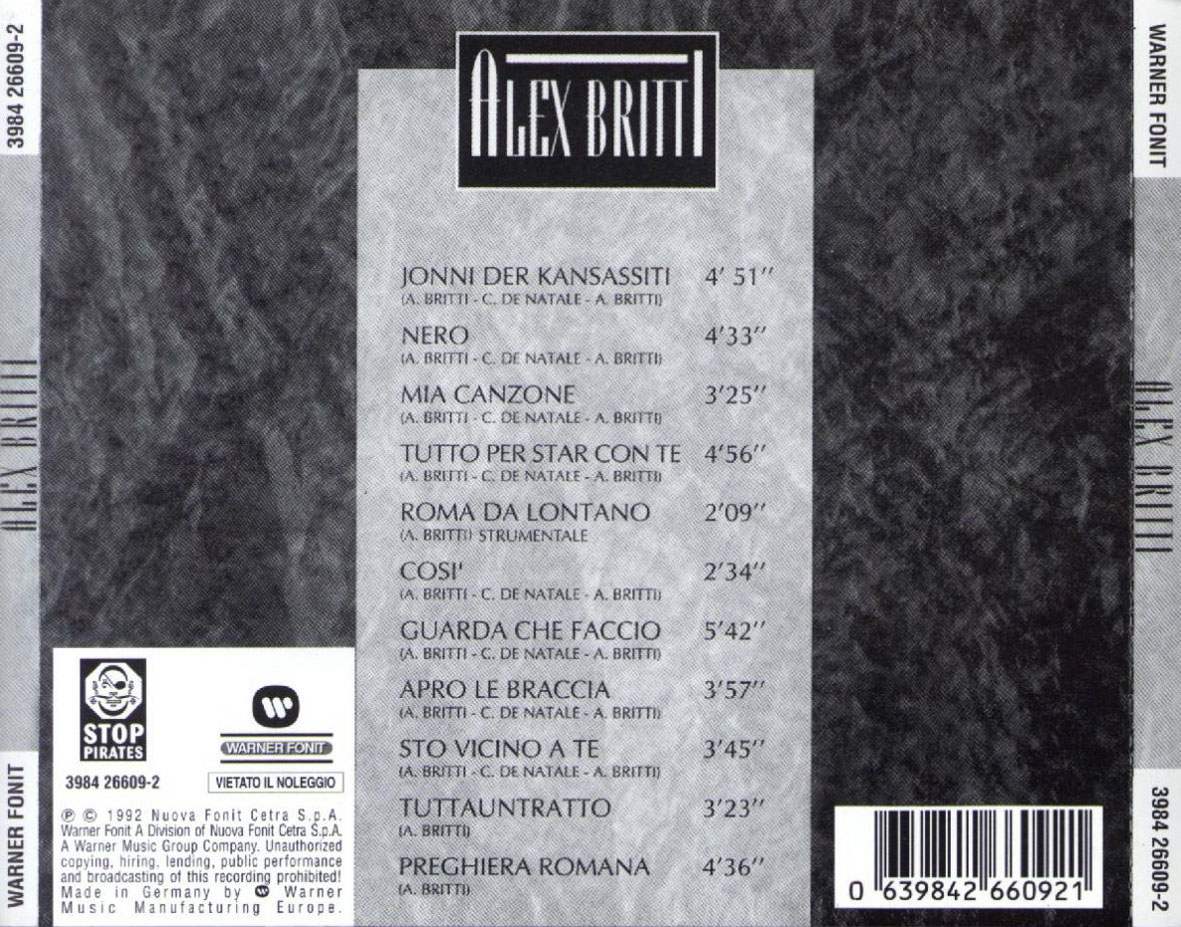 3984 26609-2
ALEX BRITTI
WARNER FONIT
ALEX BRITTI
JONNI DER KANSASSITI 4' 51''
(A. BRITTI - C. DE NATALE - A. BRITTI)
NERO 4'33''
(A. BRITTI - C. DE NATALE - A. BRITTI)
MIA CANZONE 3'25''
(A. BRITTI - C. DE NATALE - A. BRITTI)
TUTTO PER STAR CON TE 4'56''
(A. BRITTI - C. DE NATALE - A. BRITTI)
ROMA DA LONTANO 2'09''
(A. BRITTI) STRUMENTALE
COSI' 2'34''
(A. BRITTI - C. DE NATALE - A. BRITTI)
GUARDA CHE FACCIO 5'42''
(A. BRITTI - C. DE NATALE - A. BRITTI)
APRO LE BRACCIA 3'57''
(A. BRITTI - C. DE NATALE - A. BRITTI)
STO VICINO A TE 3'45''
(A. BRITTI - C. DE NATALE - A. BRITTI)
TUTTAUNTRATTO 3'23''
(A. BRITTI)
PREGHIERA ROMANA 4'36''
(A. BRITTI)
STOP
PIRATES
3984 26609-2
WARNER FONIT
VIETATO IL NOLEGGIO
℗ © 1992 Nuova Fonit Cetra S.p.A.
Warner Fonit A Division of Nuova Fonit Cetra S.p.A.
A Warner Music Group Company. Unauthorized
copying, hiring, lending, public performance
and broadcasting of this recording prohibited!
Made in Germany by Warner
Music Manufacturing Europe.
0 639842 660921
WARNER FONIT
ALEX BRITTI
3984 26609-2